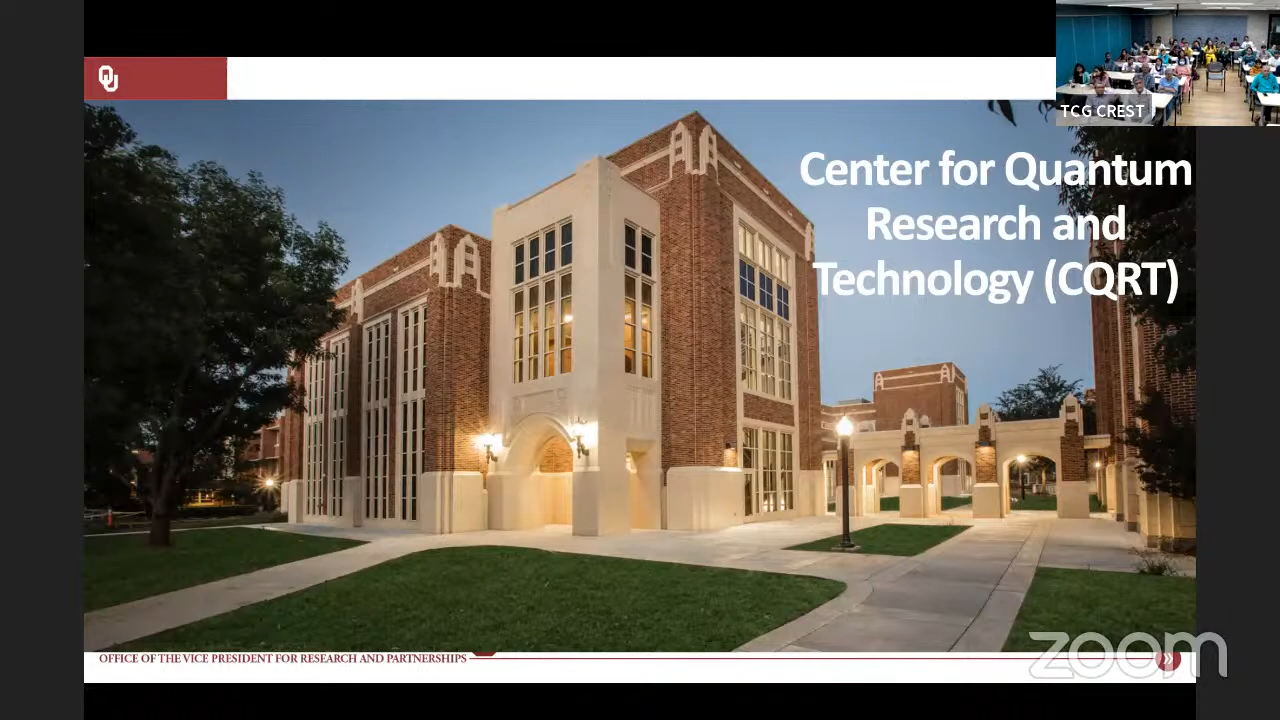 OU
TCG CREST
Center for Quantum
Research and
Technology (CQRT)
OFFICE OF THE VICE PRESIDENT FOR RESEARCH AND PARTNERSHIPS
zoom